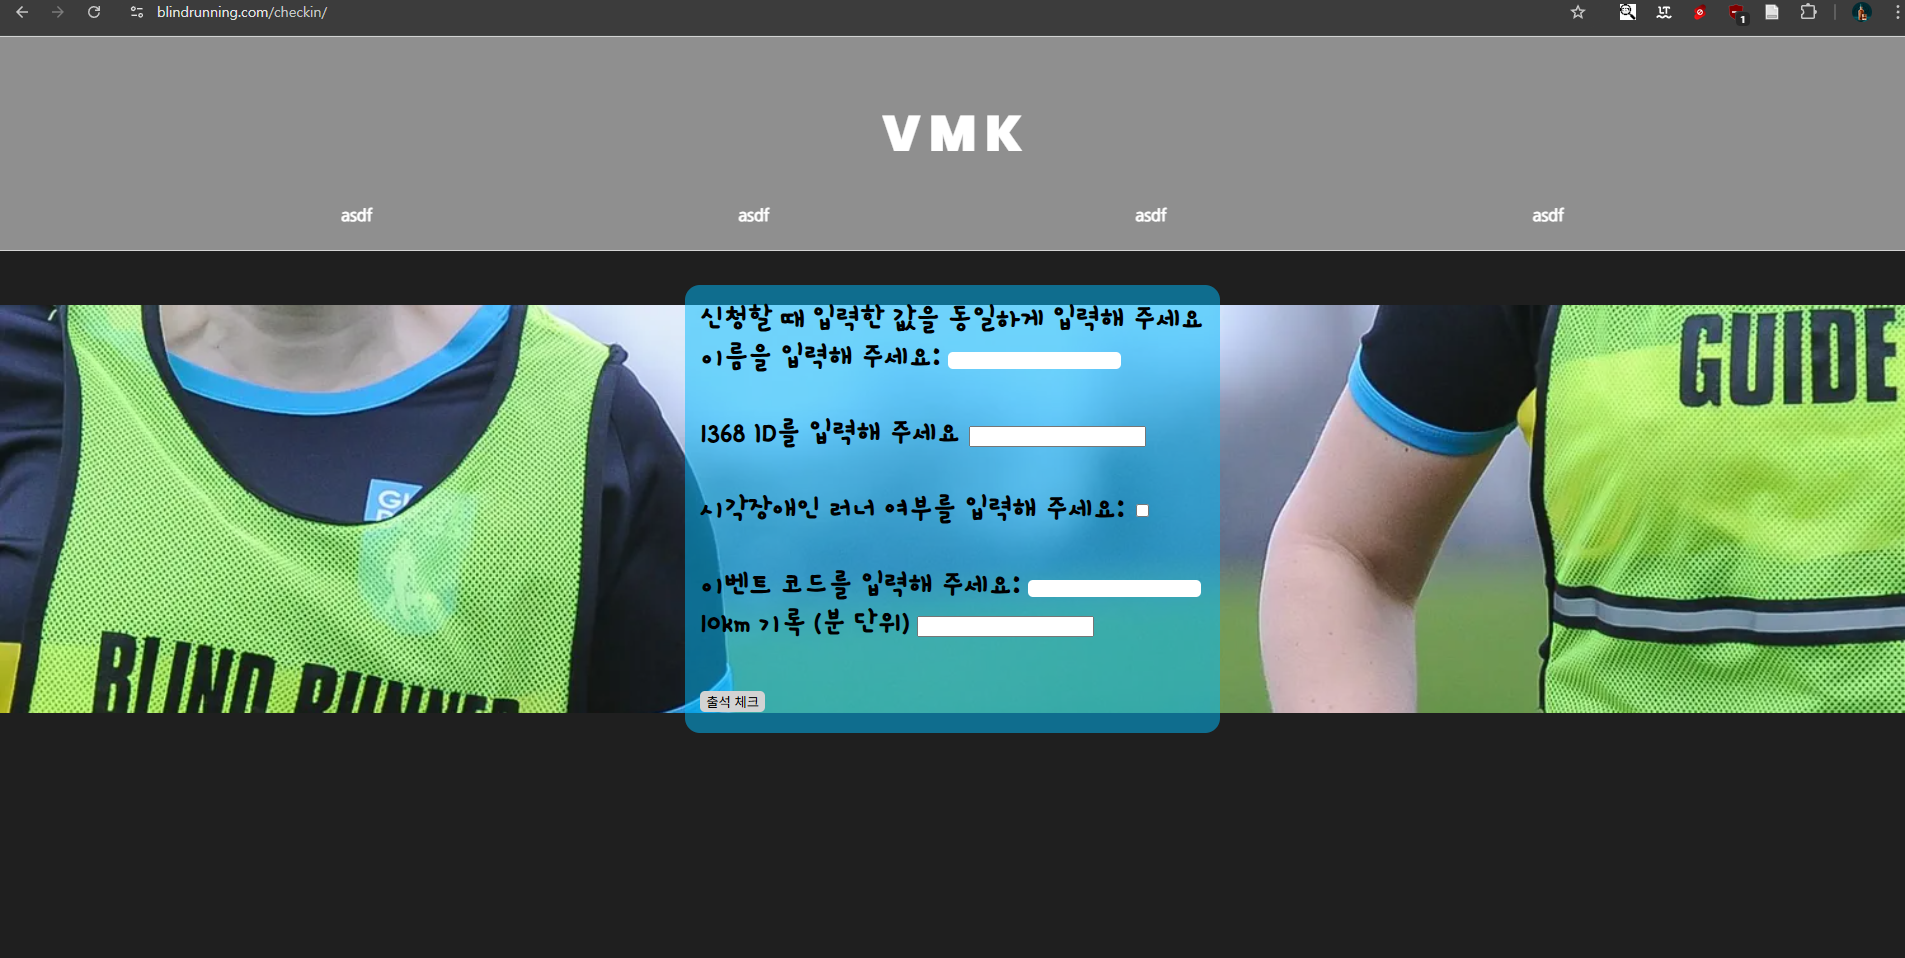 blindrunning.com/checkin/
1
VMK
asdf asdf asdf asdf
신청할 때 입력한 값을 동일하게 입력해 주세요
이름을 입력해 주세요:
1368 ID를 입력해 주세요
시각장애인 러너 여부를 입력해 주세요:
이벤트 코드를 입력해 주세요:
10km 기록 (분 단위)
출석 체크
GUIDE
BLIND RUNNER